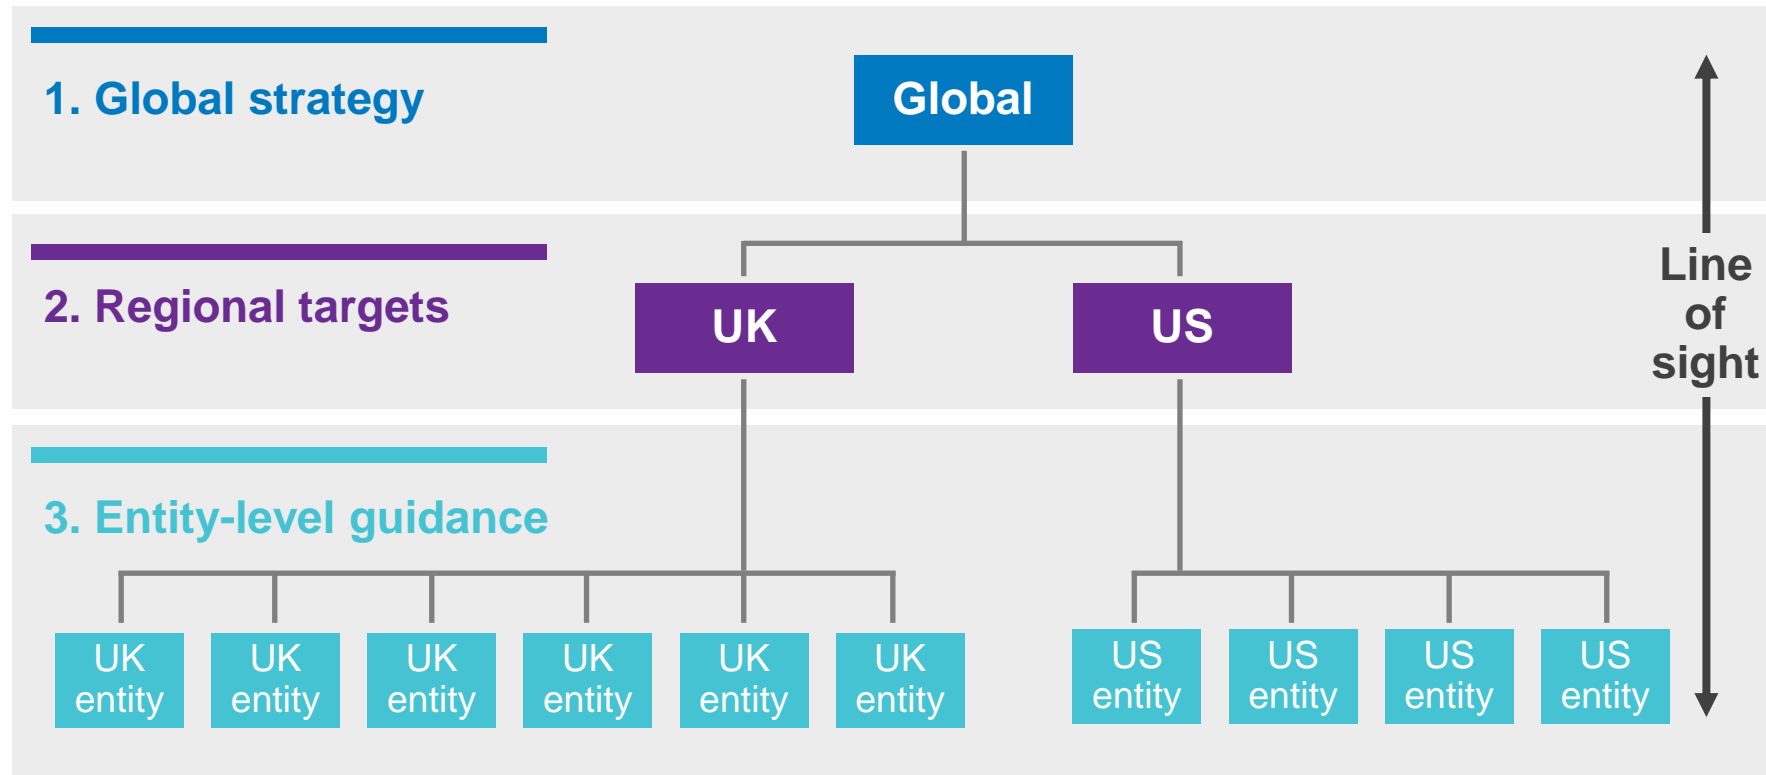 1. Global strategy
Global
2. Regional targets
UK
US
Line
of
sight
3. Entity-level guidance
UK
entity
UK
entity
UK
entity
UK
entity
UK
entity
UK
entity
US
entity
US
entity
US
entity
US
entity